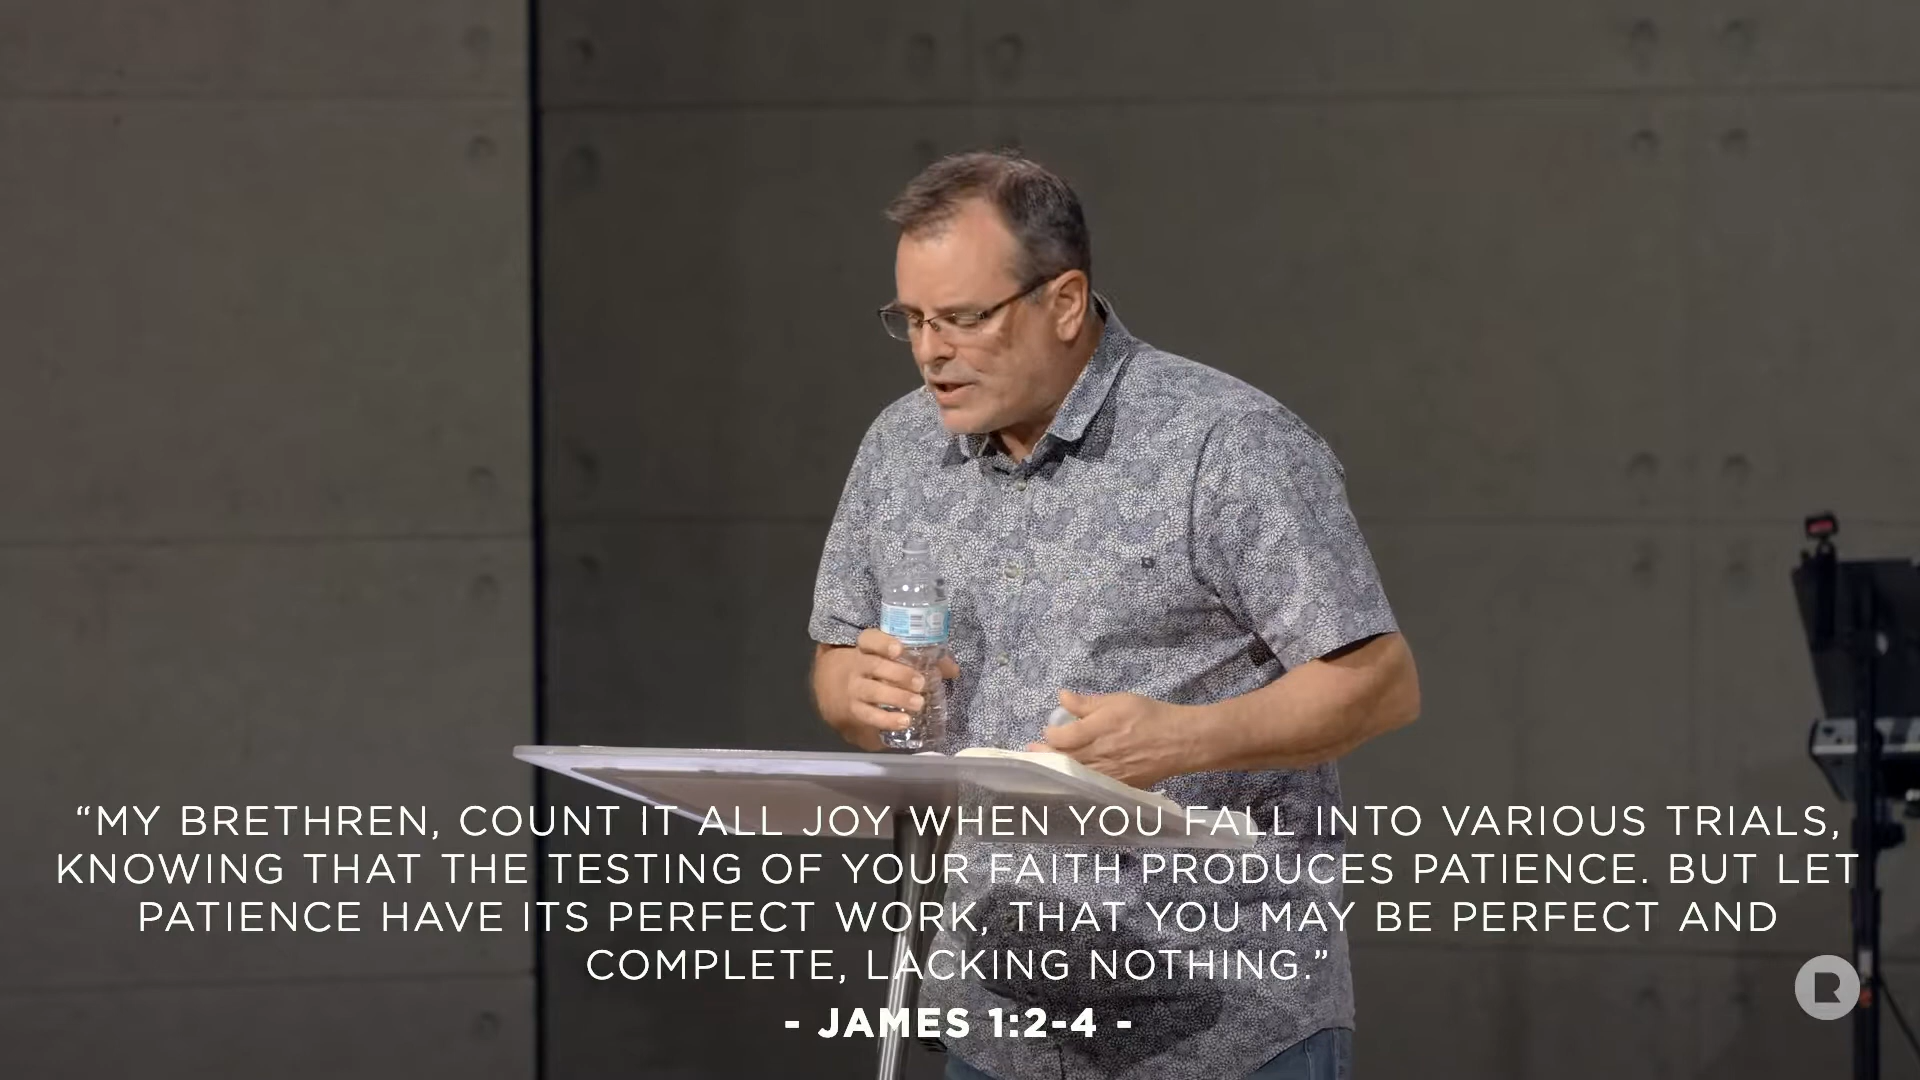 “MY BRETHREN, COUNT IT ALL JOY WHEN YOU FALL INTO VARIOUS TRIALS,
KNOWING THAT THE TESTING OF YOUR FAITH PRODUCES PATIENCE. BUT LET
PATIENCE HAVE ITS PERFECT WORK, THAT YOU MAY BE PERFECT AND
COMPLETE, LACKING NOTHING.”
- JAMES 1:2-4 -
R